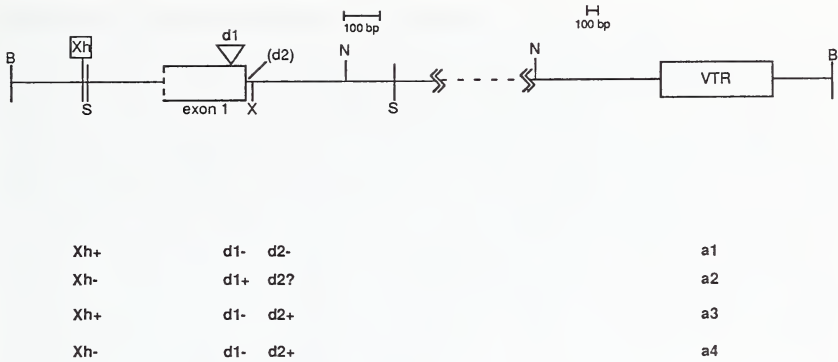 100 bp
100 bp
d1
Xh
(d2)
B
N
N
B
VTR
S
exon 1
X
S
Xh+ d1- d2- a1
Xh- d1+ d2? a2
Xh+ d1- d2+ a3
Xh- d1- d2+ a4